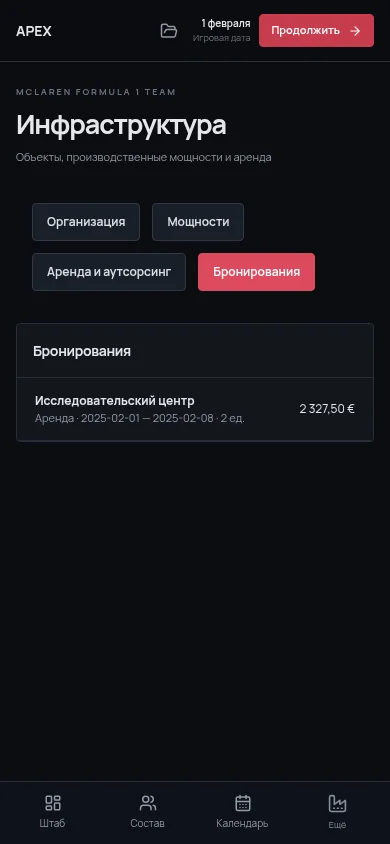 APEX
1 февраля
Игровая дата
Продолжить
MCLAREN FORMULA 1 TEAM
Инфраструктура
Объекты, производственные мощности и аренда
Организация
Мощности
Аренда и аутсорсинг
Бронирования
Бронирования
Исследовательский центр
Аренда · 2025-02-01 — 2025-02-08 · 2 ед.
2 327,50 €
Штаб
Состав
Календарь
Ещё